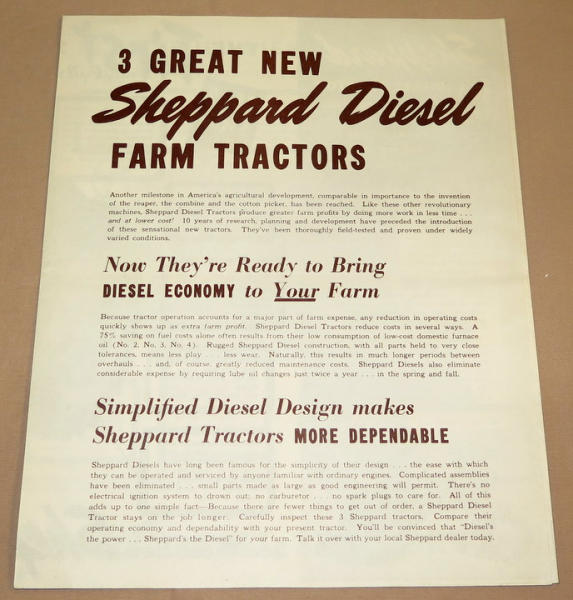 3 GREAT NEW
Sheppard Diesel
FARM TRACTORS
Another milestone in America's agricultural development, comparable in importance to the invention
of the reaper, the combine and the cotton picker, has been reached. Like these other revolutionary
machines, Sheppard Diesel Tractors produce greater farm profits by doing more work in less time . . .
and at lower cost! 10 years of research, planning and development have preceded the introduction
of these sensational new tractors. They've been thoroughly field-tested and proven under widely
varied conditions.
Now They're Ready to Bring
DIESEL ECONOMY to Your Farm
Because tractor operation accounts for a major part of farm expense, any reduction in operating costs
quickly shows up as extra farm profit. Sheppard Diesel Tractors reduce costs in several ways. A
75% saving on fuel costs alone often results from their low consumption of low-cost domestic furnace
oil (No. 2, No. 3, No. 4). Rugged Sheppard Diesel construction, with all parts held to very close
tolerances, means less play . . . less wear. Naturally, this results in much longer periods between
overhauls . . . and, of course, greatly reduced maintenance costs. Sheppard Diesels also eliminate
considerable expense by requiring lube oil changes just twice a year . . . in the spring and fall.
Simplified Diesel Design makes
Sheppard Tractors MORE DEPENDABLE
Sheppard Diesels have long been famous for the simplicity of their design . . . the ease with which
they can be operated and serviced by anyone familiar with ordinary engines. Complicated assemblies
have been eliminated . . . small parts made as large as good engineering will permit. There's no
electrical ignition system to drown out; no carburetor . . . no spark plugs to care for. All of this
adds up to one simple fact—Because there are fewer things to get out of order, a Sheppard Diesel
Tractor stays on the job longer. Carefully inspect these 3 Sheppard tractors. Compare their
operating economy and dependability with your present tractor. You'll be convinced that "Diesel's
the power . . . Sheppard's the Diesel" for your farm. Talk it over with your local Sheppard dealer today.